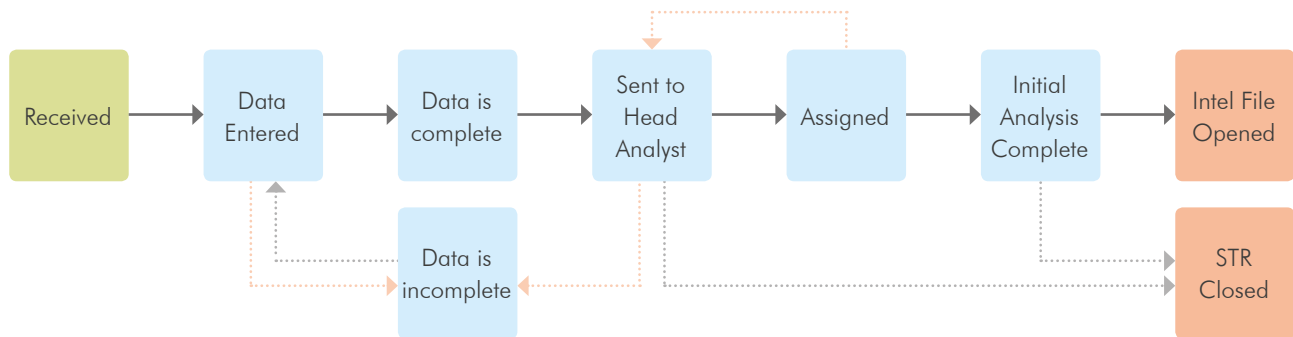 Received
Data
Entered
Data is
complete
Sent to
Head
Analyst
Assigned
Initial
Analysis
Complete
Intel File
Opened
Data is
incomplete
STR
Closed